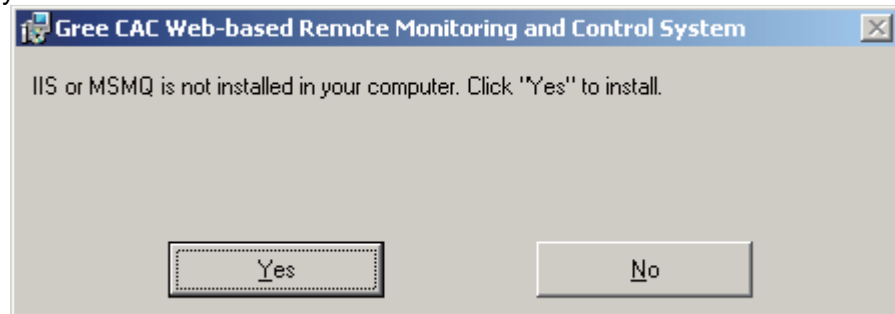 y
Gree CAC Web-based Remote Monitoring and Control System
IIS or MSMQ is not installed in your computer. Click "Yes" to install.
Yes No